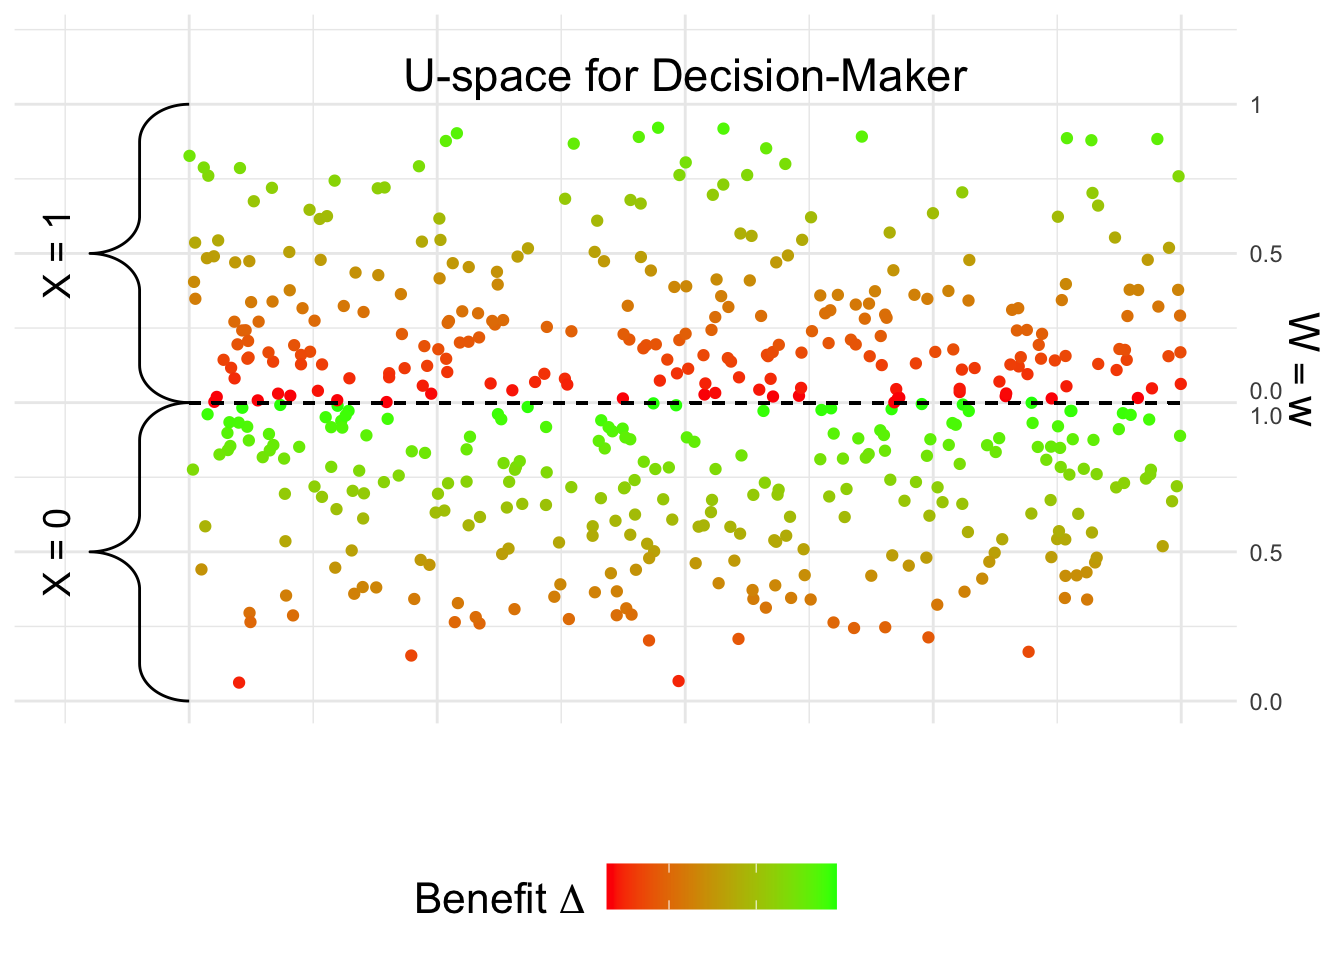 U-space for Decision-Maker
1
X = 1
0.5
W = w
0.0
1.0
X = 0
0.5
0.0
Benefit Δ